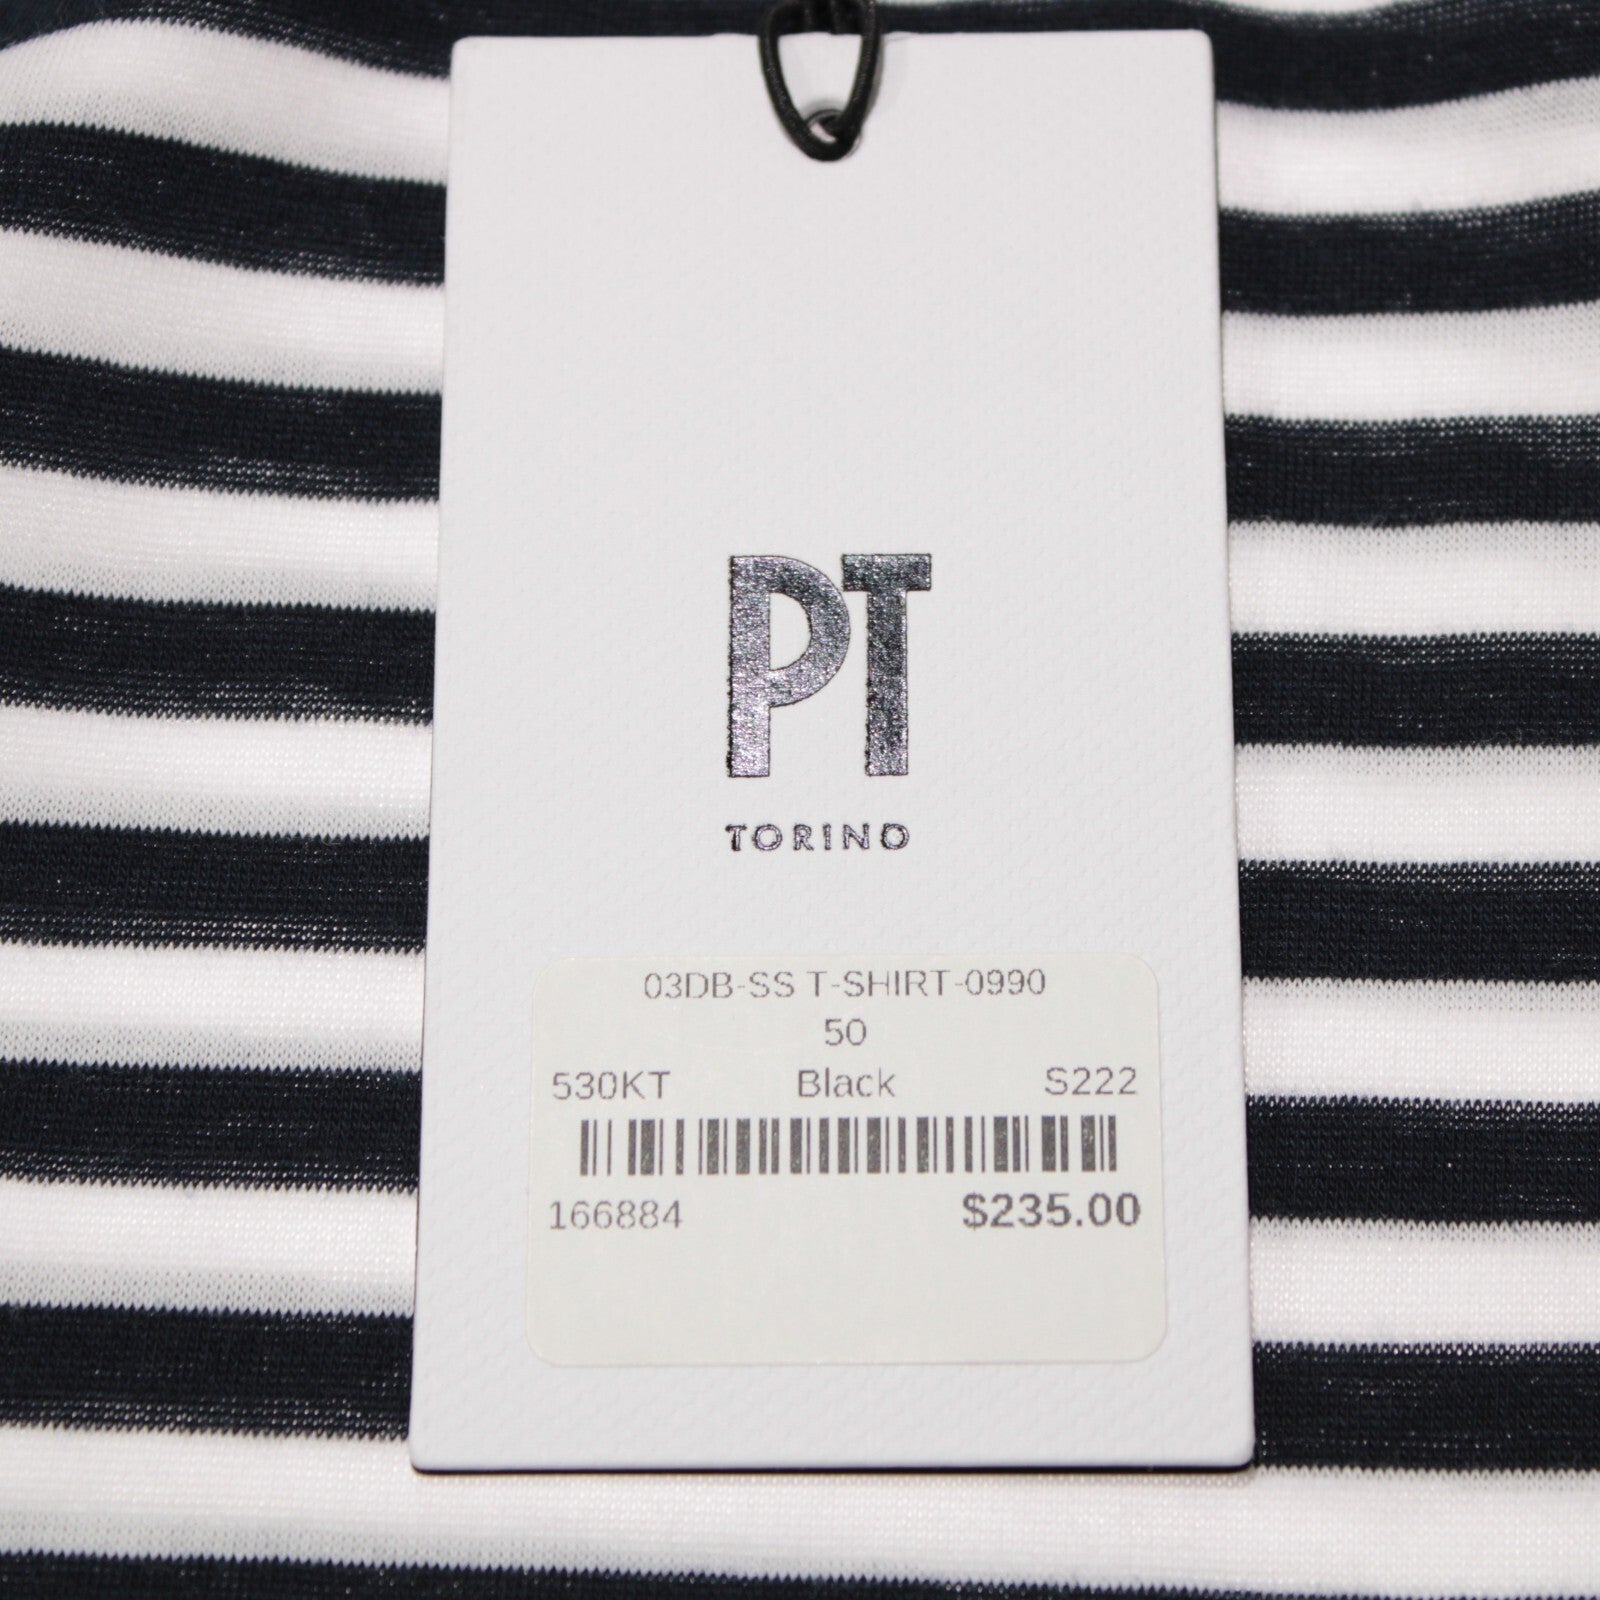 PT
TORINO
03DB-SS T-SHIRT-0990
50
530KT Black S222
166884 $235.00